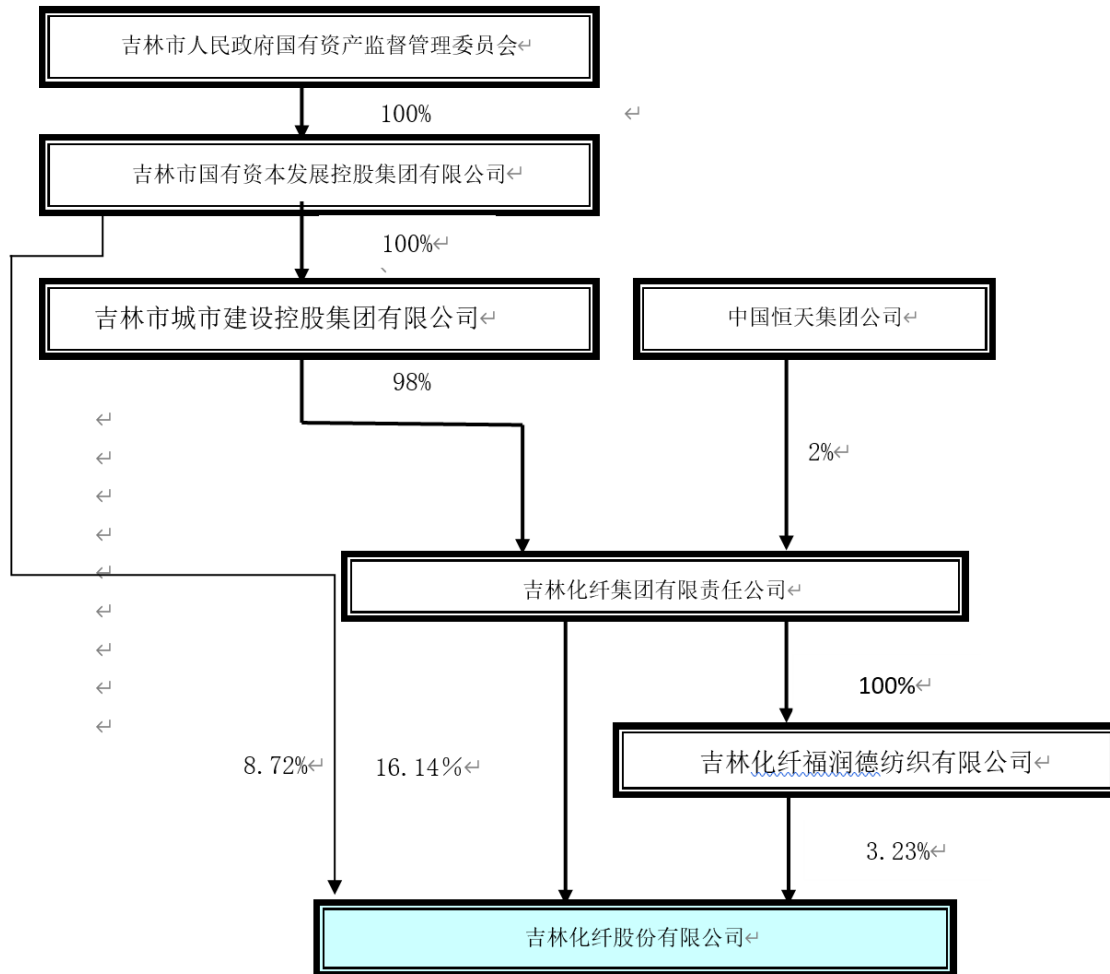 吉林市人民政府国有资产监督管理委员会
100%
吉林市国有资本发展控股集团有限公司
100%
吉林市城市建设控股集团有限公司
中国恒天集团公司
98%
2%
吉林化纤集团有限责任公司
100%
吉林化纤福润德纺织有限公司
8.72%
16.14%
3.23%
吉林化纤股份有限公司